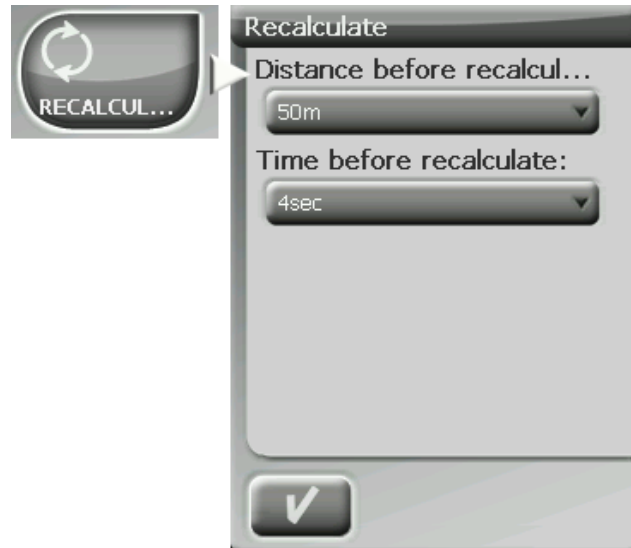 RECALCUL...
Recalculate
Distance before recalcul...
50m
Time before recalculate:
4sec